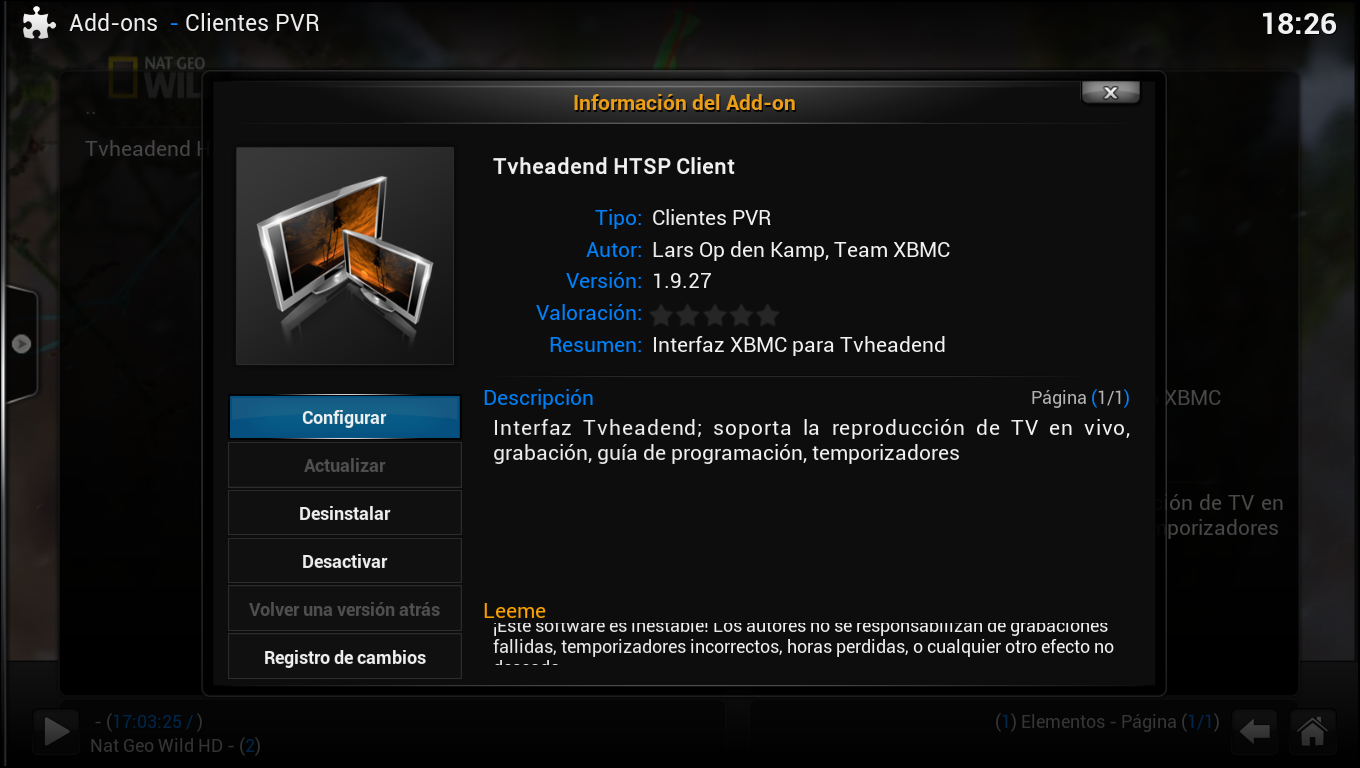 Add-ons - Clientes PVR
18:26
NAT GEO
WIL
..
Tvheadend H
Información del Add-on
Tvheadend HTSP Client
Tipo: Clientes PVR
Autor: Lars Op den Kamp, Team XBMC
Versión: 1.9.27
Valoración:
Resumen: Interfaz XBMC para Tvheadend
Configurar
Actualizar
Desinstalar
Desactivar
Volver una versión atrás
Registro de cambios
Descripción
Página (1/1)
Interfaz Tvheadend; soporta la reproducción de TV en vivo,
grabación, guía de programación, temporizadores
Leeme
¡Este software es inestable! Los autores no se responsabilizan de grabaciones
fallidas, temporizadores incorrectos, horas perdidas, o cualquier otro efecto no
XBMC
ción de TV en
mporizadores
- (17:03:25 / )
Nat Geo Wild HD - (2)
(1) Elementos - Página (1/1)